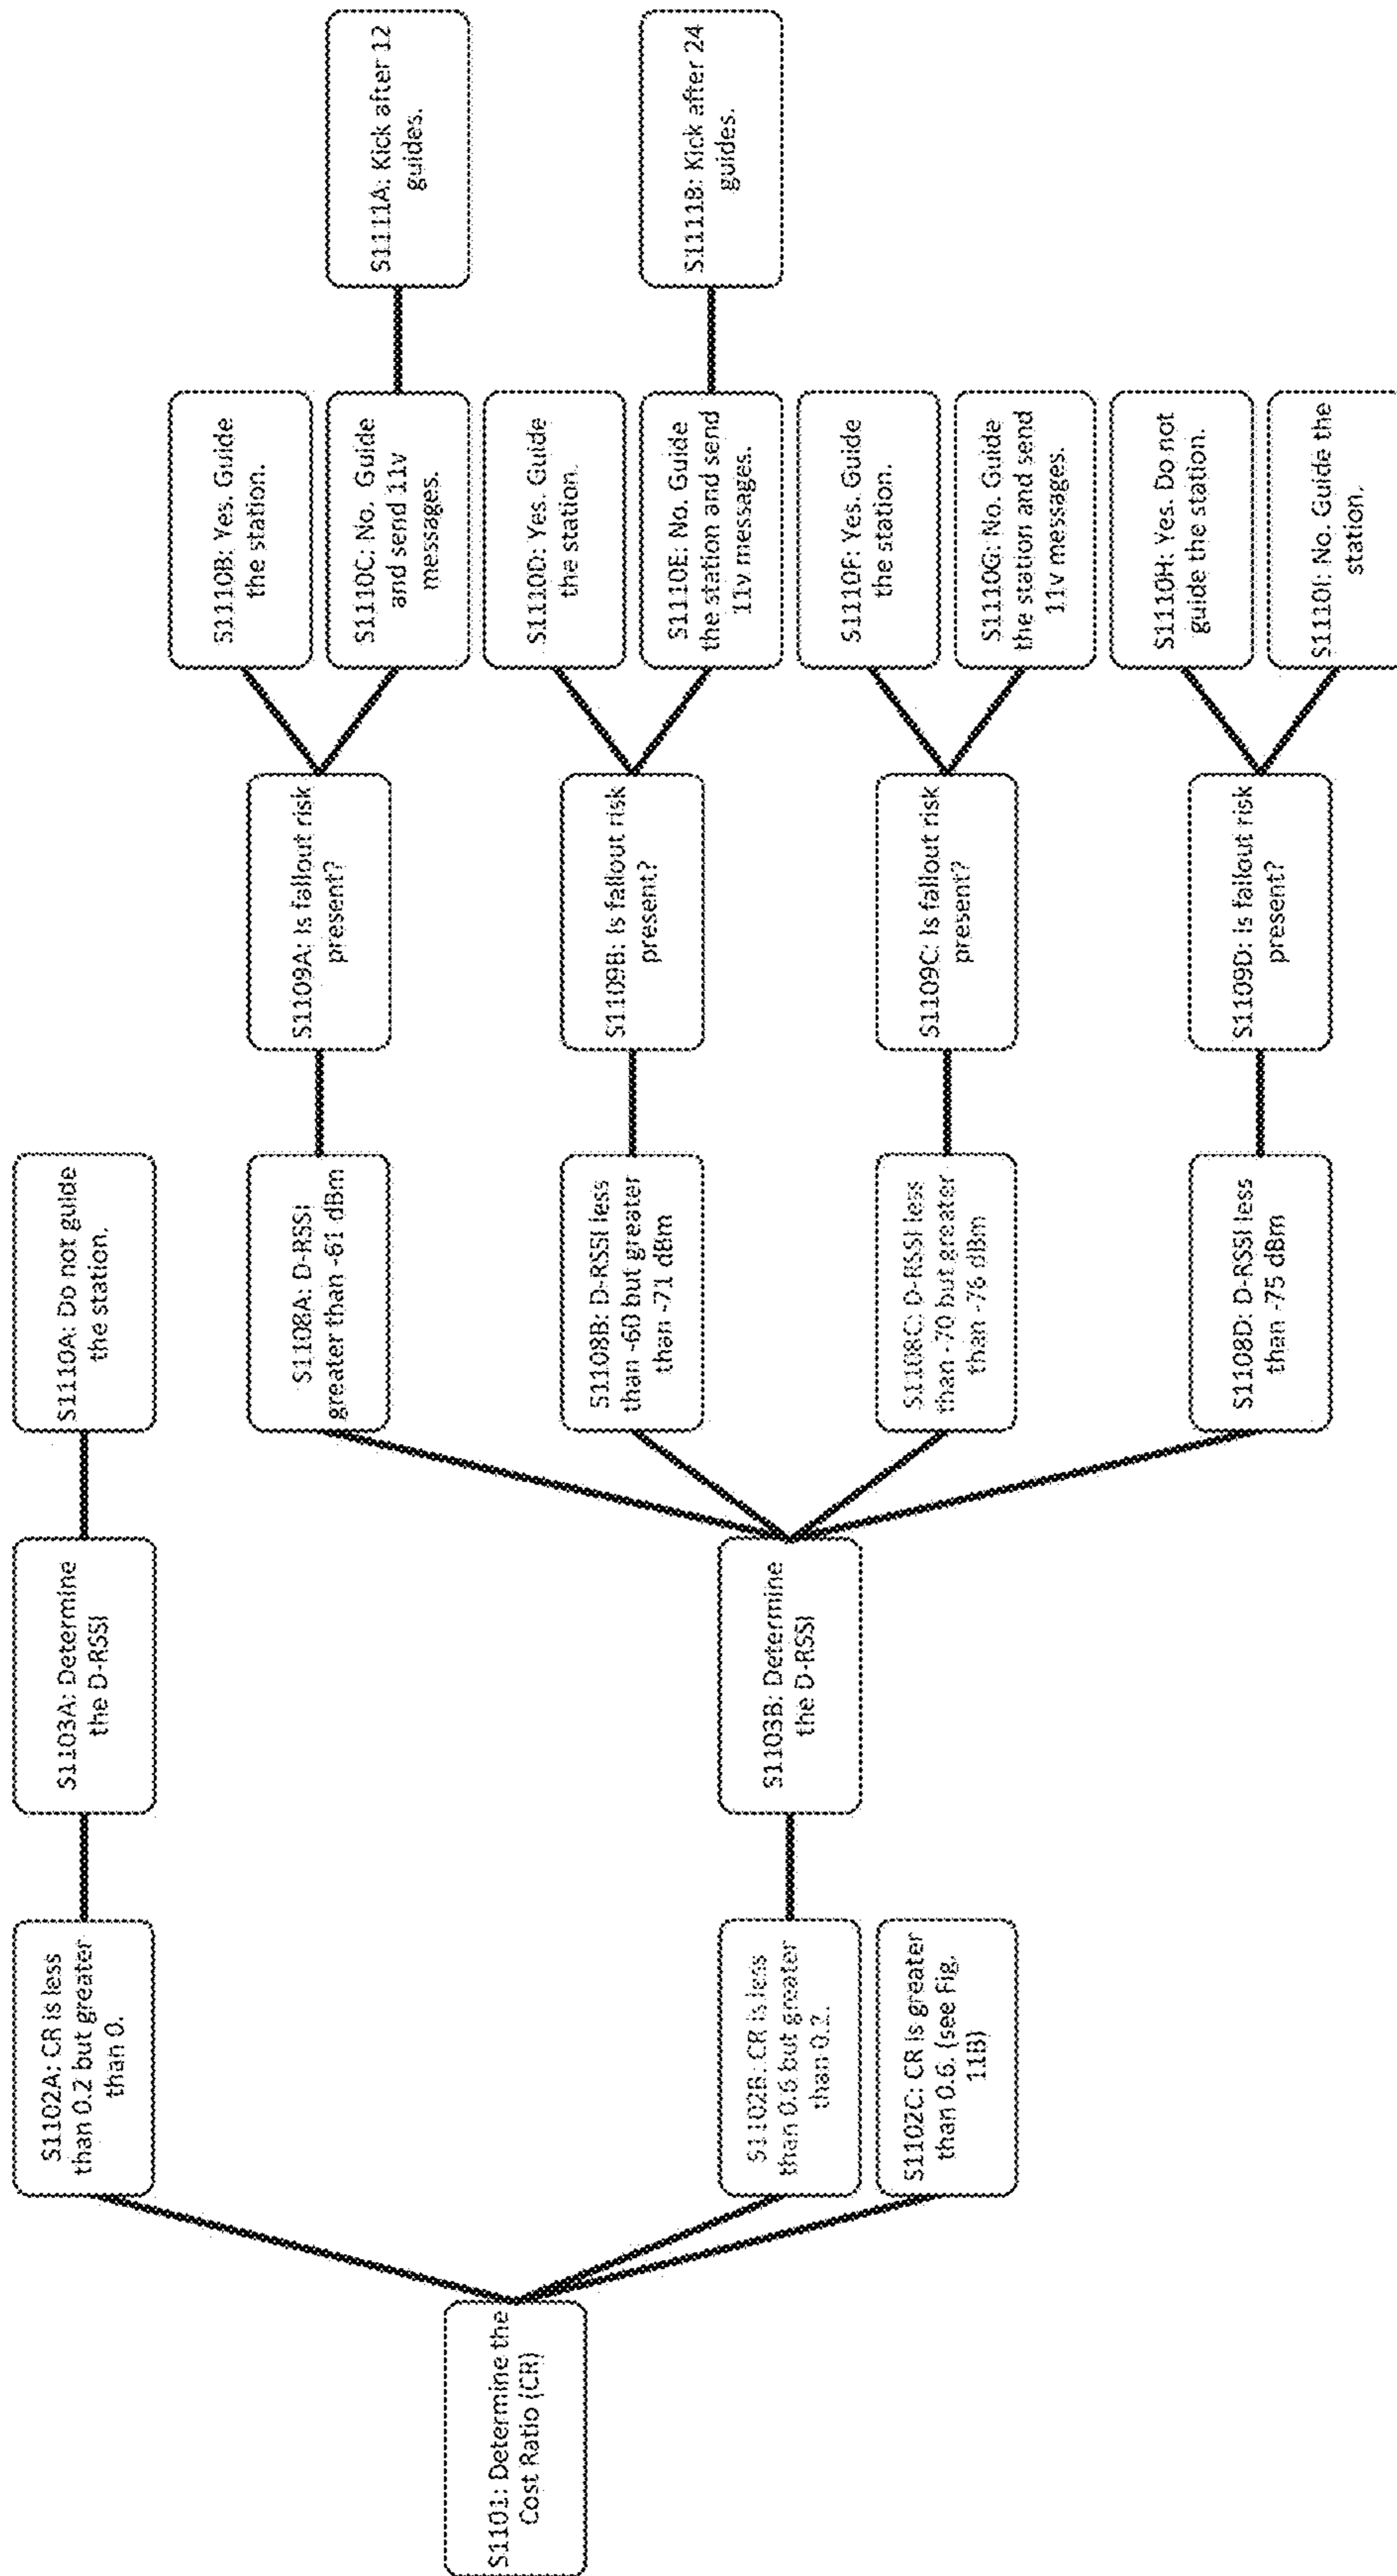 S1101: Determine the
Cost Ratio (CR)
S1102A: CR is less
than 0.2 but greater
than 0.
S1102B: CR is less
than 0.6 but greater
than 0.2.
S1102C: CR is greater
than 0.6. (see Fig.
11B)
S1103A: Determine
the D-RSSI
S1103B: Determine
the D-RSSI
S1110A: Do not guide
the station.
S1108A: D-RSSI
greater than -61 dBm
S1108B: D-RSSI less
than -60 but greater
than -71 dBm
S1108C: D-RSSI less
than -70 but greater
than -76 dBm
S1108D: D-RSSI less
than -75 dBm
S1109A: Is fallout risk
present?
S1109B: Is fallout risk
present?
S1109C: Is fallout risk
present?
S1109D: Is fallout risk
present?
S1110B: Yes. Guide
the station.
S1110C: No. Guide
and send 11v
messages.
S1110D: Yes. Guide
the station.
S1110E: No. Guide
the station and send
11v messages.
S1110F: Yes. Guide
the station.
S1110G: No. Guide
the station and send
11v messages.
S1110H: Yes. Do not
guide the station.
S1110I: No. Guide the
station.
S1111A: Kick after 12
guides.
S1111B: Kick after 24
guides.